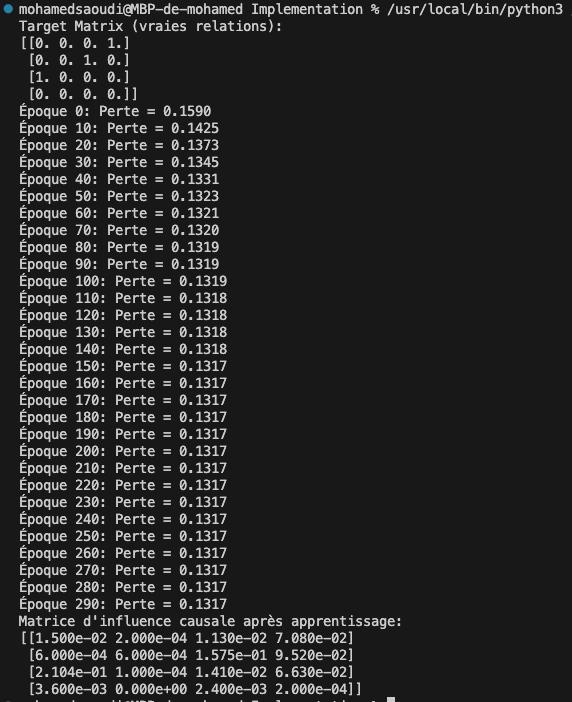 mohamedsaoudi@MBP-de-mohamed Implementation % /usr/local/bin/python3
Target Matrix (vraies relations):
[[0. 0. 0. 1.]
[0. 0. 1. 0.]
[1. 0. 0. 0.]
[0. 0. 0. 0.]]
Époque 0: Perte = 0.1590
Époque 10: Perte = 0.1425
Époque 20: Perte = 0.1373
Époque 30: Perte = 0.1345
Époque 40: Perte = 0.1331
Époque 50: Perte = 0.1323
Époque 60: Perte = 0.1321
Époque 70: Perte = 0.1320
Époque 80: Perte = 0.1319
Époque 90: Perte = 0.1319
Époque 100: Perte = 0.1319
Époque 110: Perte = 0.1318
Époque 120: Perte = 0.1318
Époque 130: Perte = 0.1318
Époque 140: Perte = 0.1318
Époque 150: Perte = 0.1317
Époque 160: Perte = 0.1317
Époque 170: Perte = 0.1317
Époque 180: Perte = 0.1317
Époque 190: Perte = 0.1317
Époque 200: Perte = 0.1317
Époque 210: Perte = 0.1317
Époque 220: Perte = 0.1317
Époque 230: Perte = 0.1317
Époque 240: Perte = 0.1317
Époque 250: Perte = 0.1317
Époque 260: Perte = 0.1317
Époque 270: Perte = 0.1317
Époque 280: Perte = 0.1317
Époque 290: Perte = 0.1317
Matrice d'influence causale après apprentissage:
[[1.500e-02 2.000e-04 1.130e-02 7.080e-02]
[6.000e-04 6.000e-04 1.575e-01 9.520e-02]
[2.104e-01 1.000e-04 1.410e-02 6.630e-02]
[3.600e-03 0.000e+00 2.400e-03 2.000e-04]]